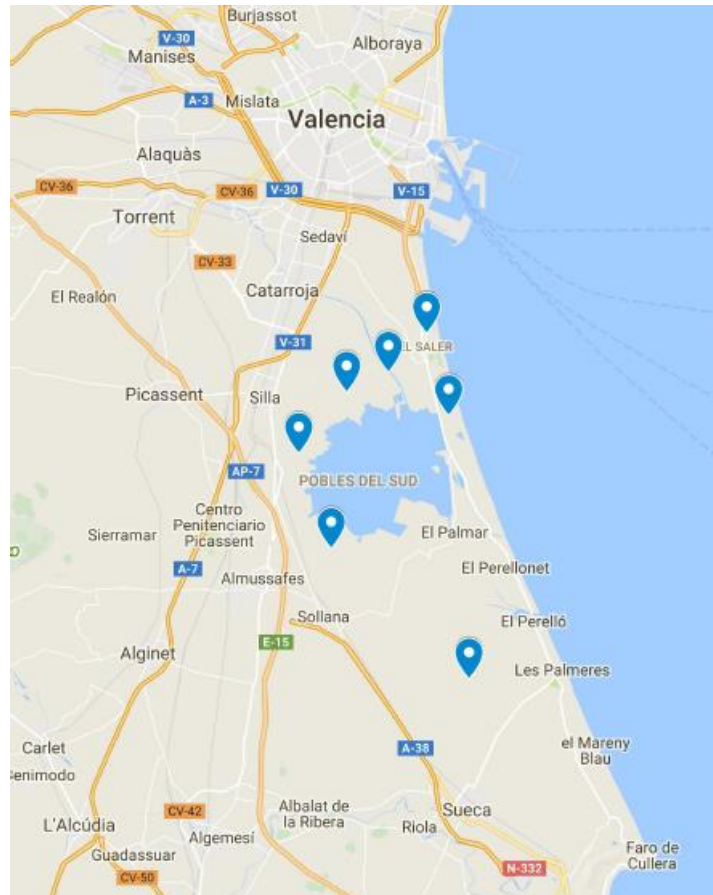 Burjassot
V-30
Alboraya
Manises
A-3
Mislata
Valencia
Alaquàs
CV-36
CV-36
V-30
V-15
Torrent
Sedaví
CV-33
El Realón
Catarroja
V-31
EL SALER
Picassent
Silla
AP-7
POBLES DEL SUD
Centro
Penitenciario
Picassent
Sierramar
El Palmar
A-7
Almussafes
El Perellonet
Sollana
El Perelló
E-15
Alginet
Les Palmeres
A-38
el Mareny
Blau
Carlet
Benimodo
CV-42
Albalat de
la Ribera
Sueca
L'Alcúdia
Algemesí
Riola
Guadassuar
Faro de
Cullera
N-332
CV-50